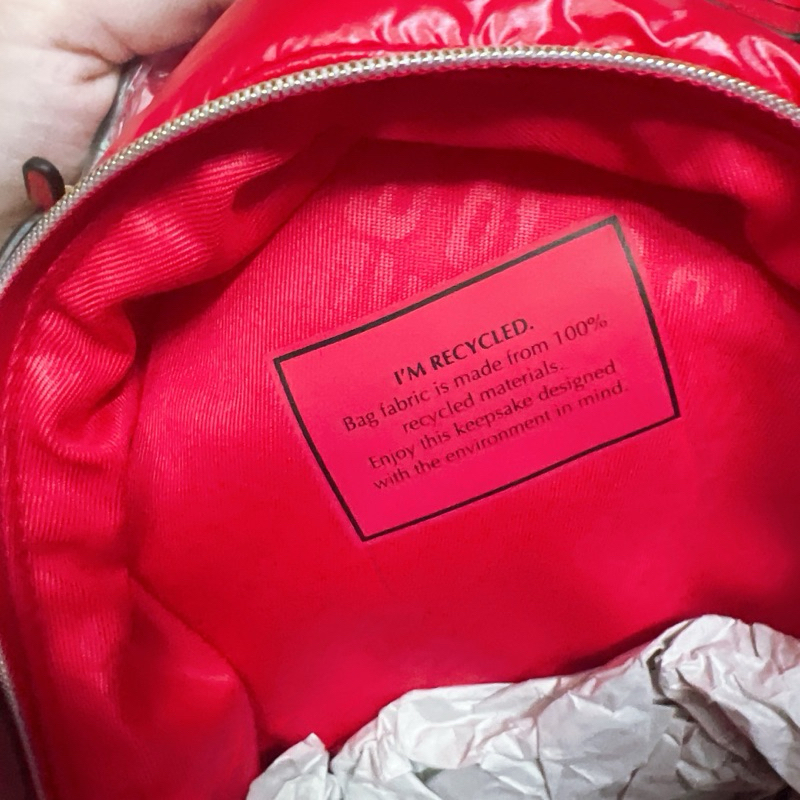 I'M RECYCLED.
Bag fabric is made from 100%
recycled materials.
Enjoy this keepsake designed
with the environment in mind.